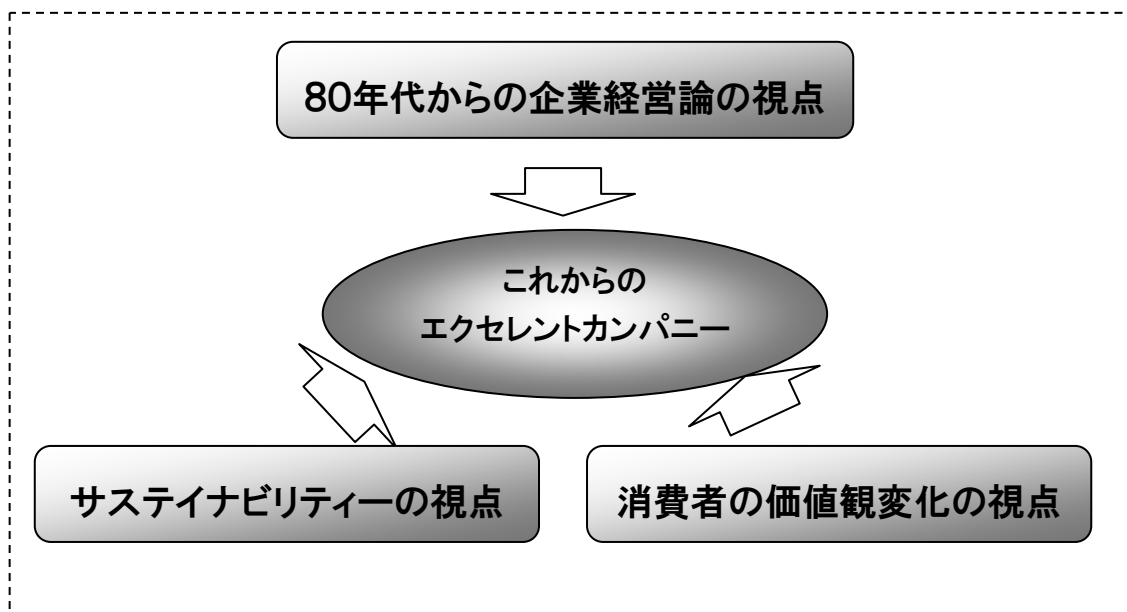 80年代からの企業経営論の視点
これからの
エクセレントカンパニー
サステイナビリティーの視点
消費者の価値観変化の視点